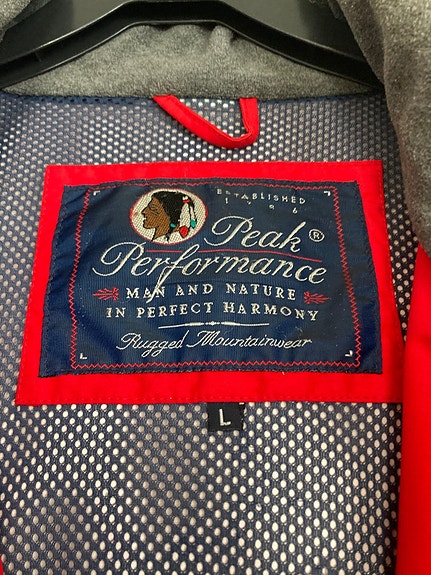 ESTABLISHED
Peak®
Performance
MAN AND NATURE
IN PERFECT HARMONY
Rugged Mountainwear
L